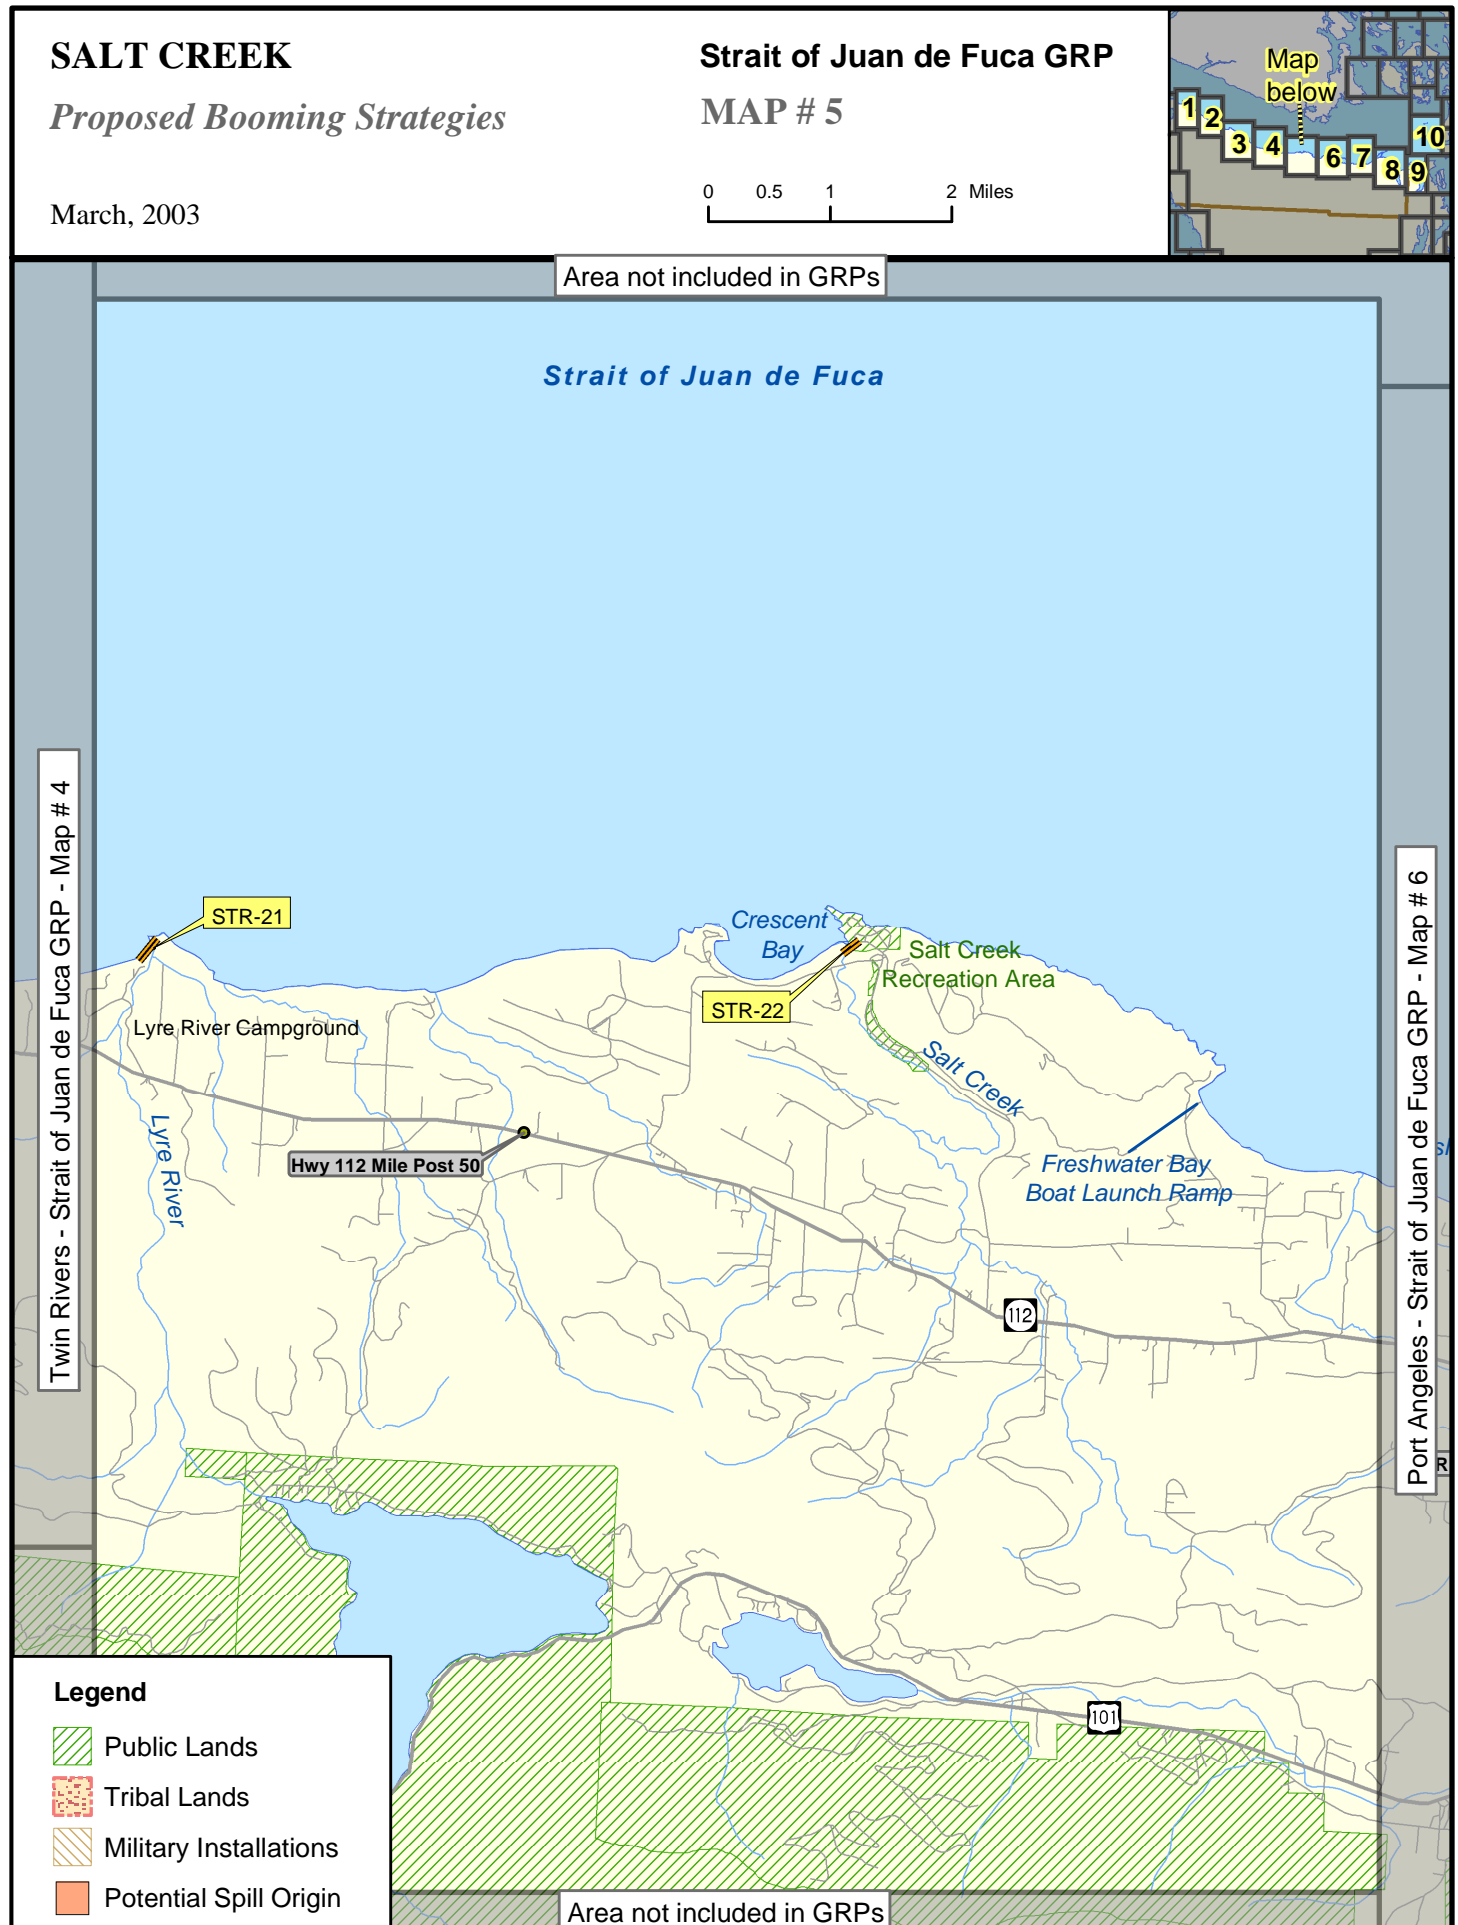 SALT CREEK
Proposed Booming Strategies
March, 2003
Strait of Juan de Fuca GRP
MAP # 5
0 0.5 1 2 Miles
Map
below
1
2
3
4
6
7
8
9
10
Area not included in GRPs
Strait of Juan de Fuca
Twin Rivers - Strait of Juan de Fuca GRP - Map # 4
Port Angeles - Strait of Juan de Fuca GRP - Map # 6
STR-21
Crescent
Bay
Salt Creek
Recreation Area
STR-22
Lyre River Campground
Salt Creek
Lyre River
Hwy 112 Mile Post 50
Freshwater Bay
Boat Launch Ramp
112
R
101
Legend
Public Lands
Tribal Lands
Military Installations
Potential Spill Origin
Area not included in GRPs